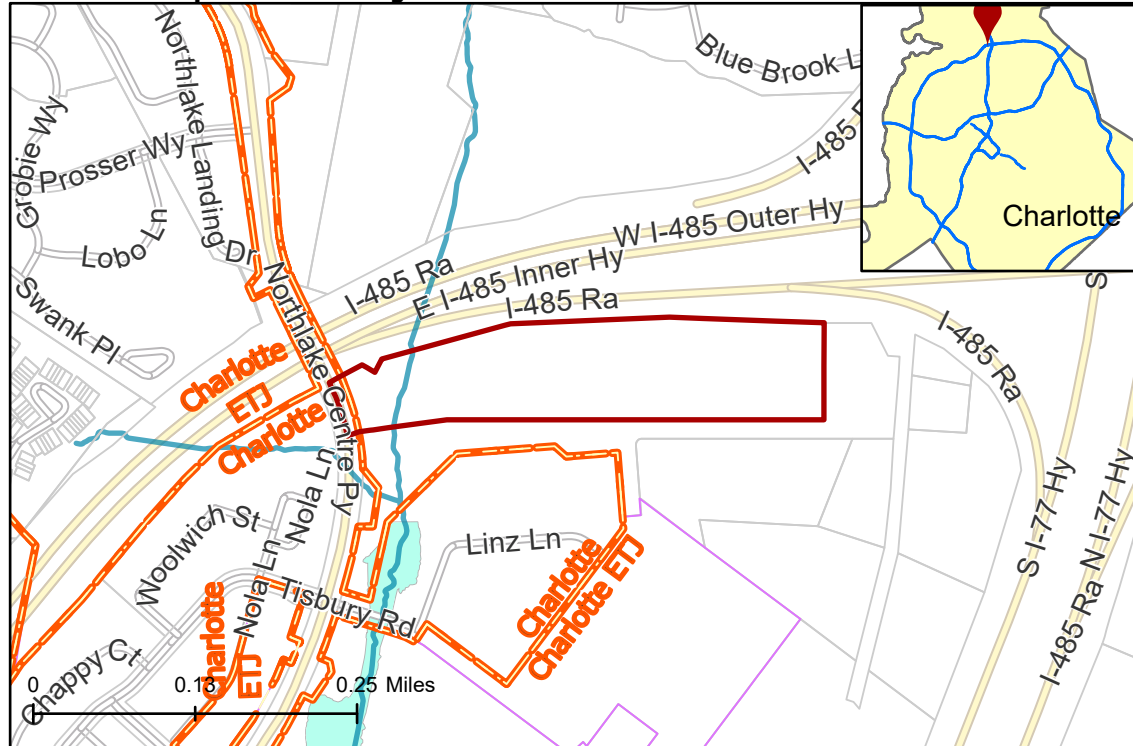 Blue Brook L
Northlake Landing Dr
Grobie Wy
Prosser Wy
Lobo Ln
Swank Pl
I-485 R
W I-485 Outer Hy
E I-485 Inner Hy
I-485 Ra
I-485 Ra
I-485 Ra
Charlotte
Northlake Centre Py
Charlotte
ETJ
Charlotte
S
S I-77 Hy
N I-77 Hy
I-485 Ra
Nola Ln
Woolwich St
Nola Ln
Linz Ln
Tisbury Rd
Chappy Ct
Charlotte
ETJ
Charlotte
Charlotte ETJ
0
0.13
0.25 Miles